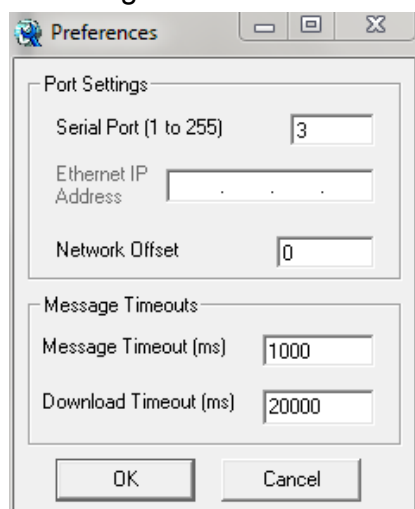 Preferences
Port Settings
Serial Port (1 to 255) 3
Ethernet IP
Address . . .
Network Offset 0
Message Timeouts
Message Timeout (ms) 1000
Download Timeout (ms) 20000
OK Cancel